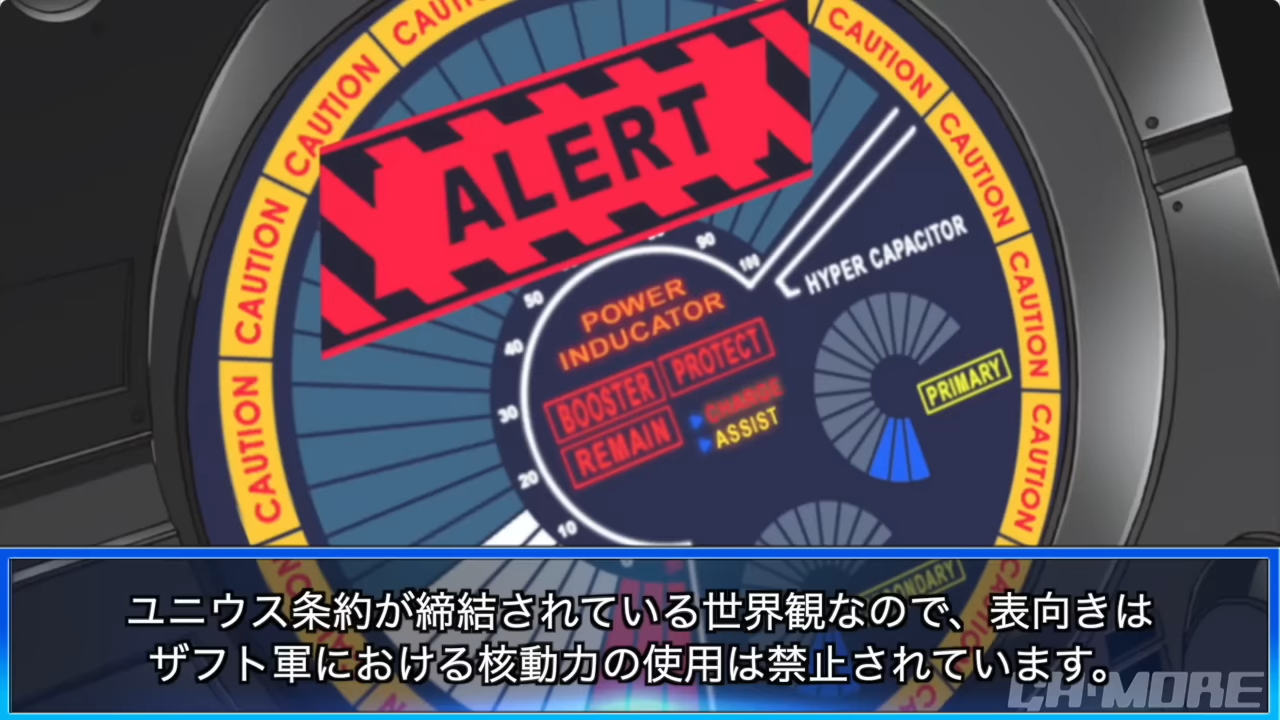 CAUTION
CAUTION
CAUTION
CAUTION
CAUTION
CAUTION
CAUTION
CAUTION
CAUTION
ALERT
90
100
50
40
30
20
10
0
HYPER CAPACITOR
POWER
INDUCATOR
BOOSTER
PROTECT
REMAIN
CHARGE
ASSIST
PRIMARY
ユニウス条約が締結されている世界観なので、表向きは
ザフト軍における核動力の使用は禁止されています。
CH-MORE